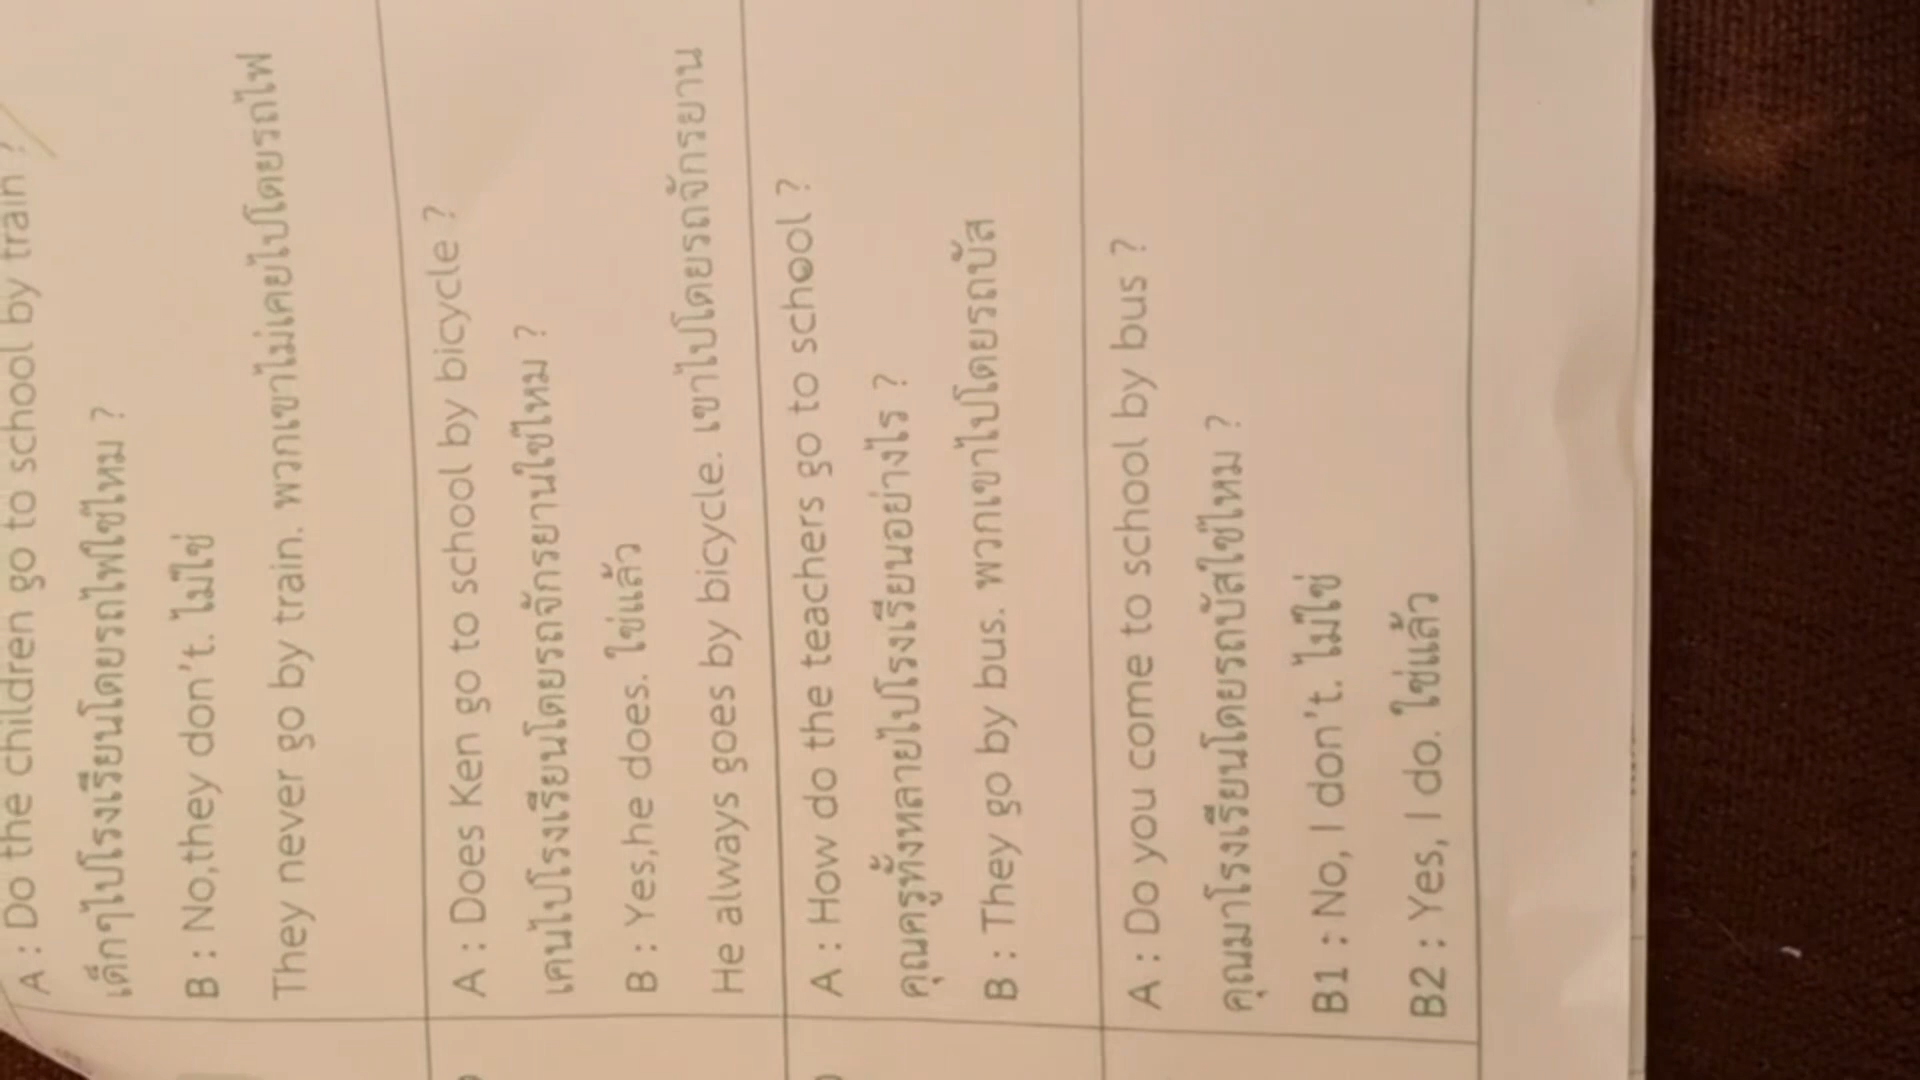 A : Do the children go to school by train ?
เด็กๆไปโรงเรียนโดยรถไฟใช่ไหม ?
B : No,they don't. ไม่ใช่
They never go by train. พวกเขาไม่เคยไปโดยรถไฟ
A : Does Ken go to school by bicycle ?
เคนไปโรงเรียนโดยรถจักรยานใช่ไหม ?
B : Yes,he does. ใช่แล้ว
He always goes by bicycle. เขาไปโดยรถจักรยาน
A : How do the teachers go to school ?
คุณครูทั้งหลายไปโรงเรียนอย่างไร ?
B : They go by bus. พวกเขาไปโดยรถบัส
A : Do you come to school by bus ?
คุณมาโรงเรียนโดยรถบัสใช่ไหม ?
B1 : No, I don't. ไม่ใช่
B2 : Yes, I do. ใช่แล้ว